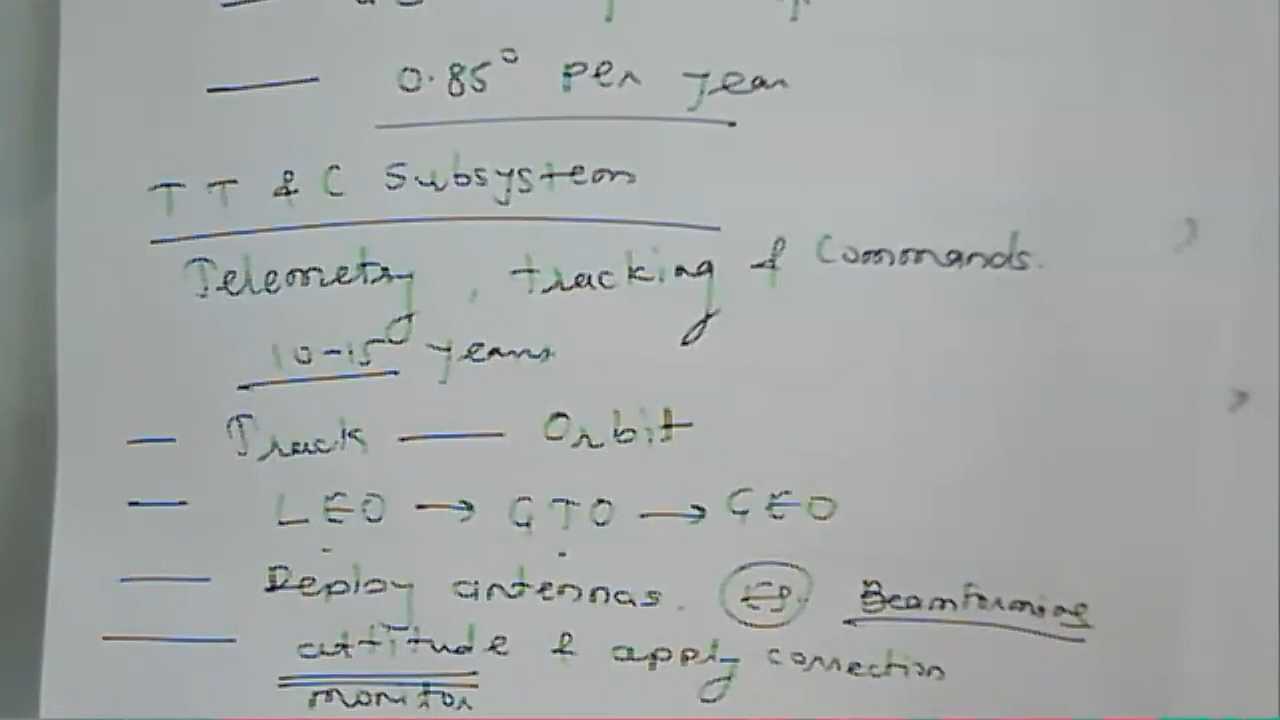 — 0.85° per year
TT & C Subsystem
Telemetry, tracking & Commands.
10-15 years
— Track — Orbit
— LEO → GTO → GEO
— Deploy antennas. Beamforming
— attitude & apply correction
monitor